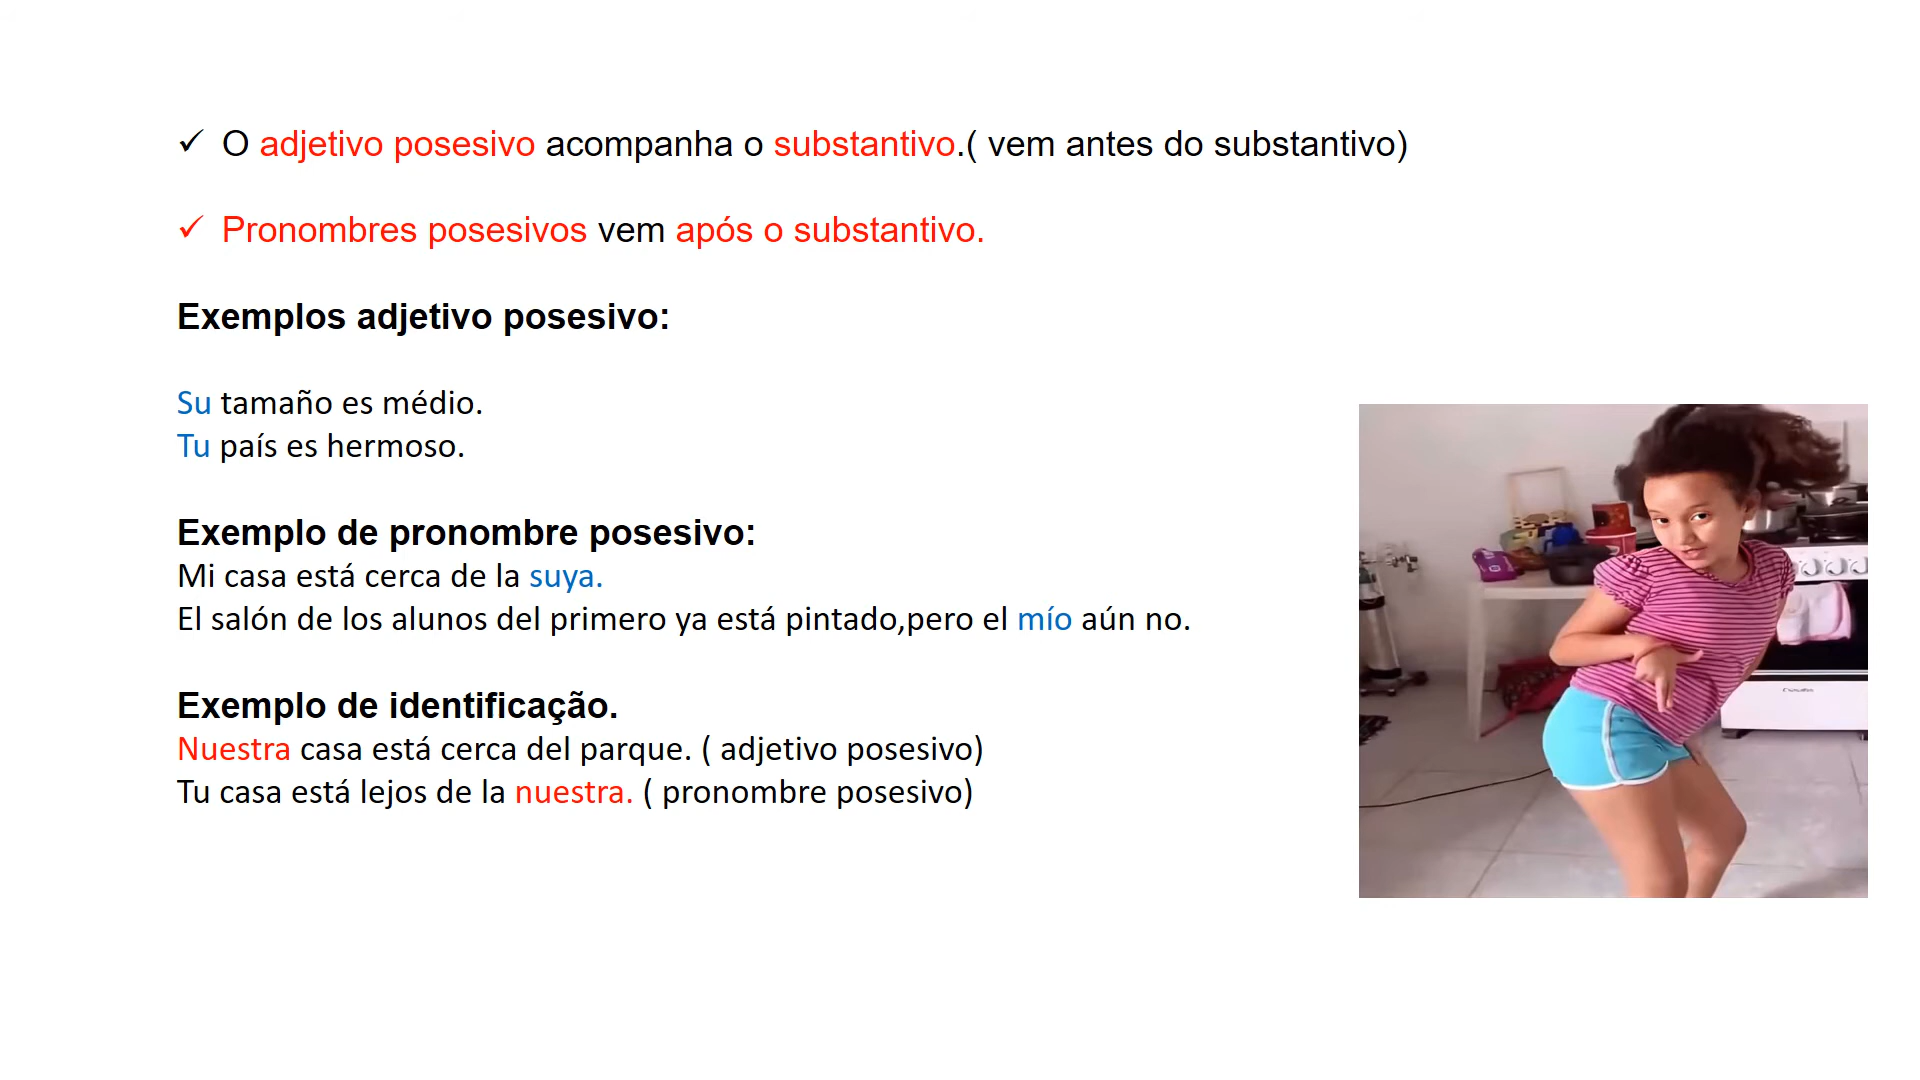 ✓ O adjetivo posesivo acompanha o substantivo.( vem antes do substantivo)
✓ Pronombres posesivos vem após o substantivo.
Exemplos adjetivo posesivo:
Su tamaño es médio.
Tu país es hermoso.
Exemplo de pronombre posesivo:
Mi casa está cerca de la suya.
El salón de los alunos del primero ya está pintado,pero el mío aún no.
Exemplo de identificação.
Nuestra casa está cerca del parque. ( adjetivo posesivo)
Tu casa está lejos de la nuestra. ( pronombre posesivo)